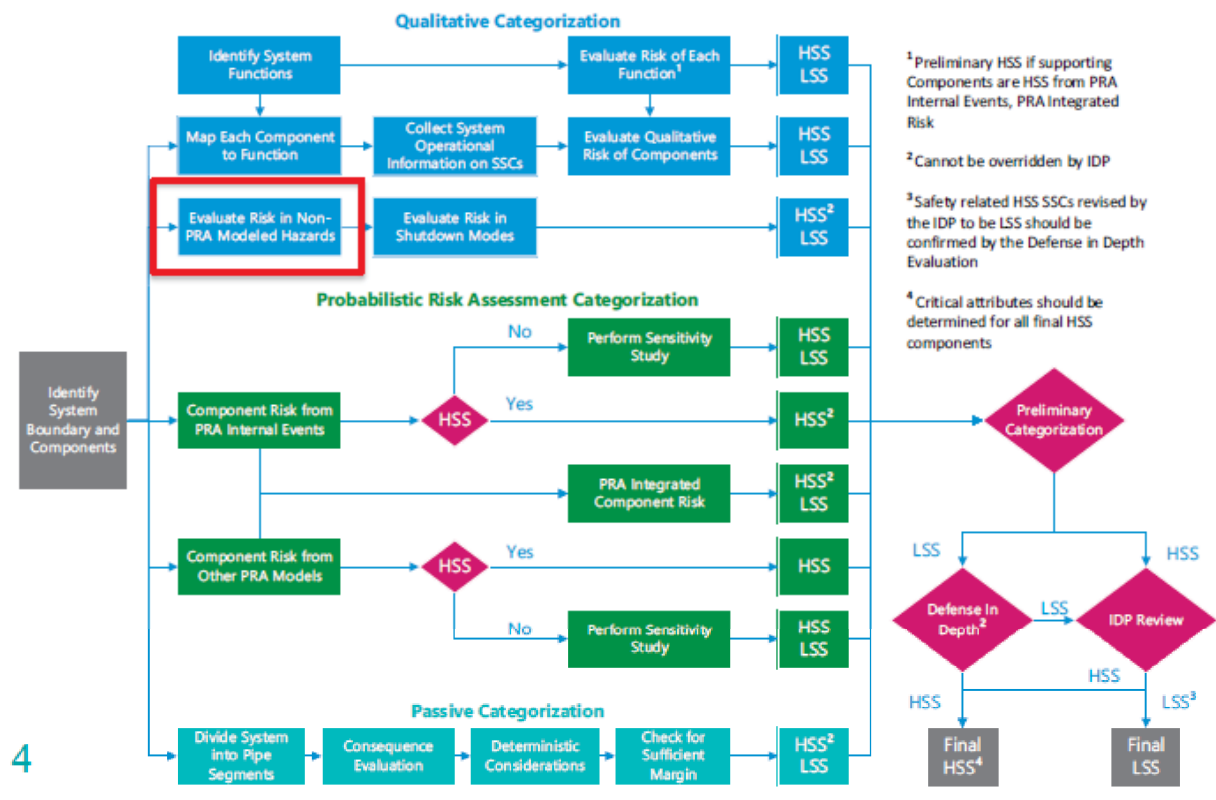 Qualitative Categorization
Identify System
Functions
Evaluate Risk of Each
Function¹
HSS
LSS
Map Each Component
to Function
Collect System
Operational
Information on SSCs
Evaluate Qualitative
Risk of Components
HSS
LSS
Evaluate Risk in Non-
PRA Modeled Hazards
Evaluate Risk in
Shutdown Modes
HSS²
LSS
¹Preliminary HSS if supporting
Components are HSS from PRA
Internal Events, PRA Integrated
Risk
²Cannot be overridden by IDP
³Safety related HSS SSCs revised by
the IDP to be LSS should be
confirmed by the Defense in Depth
Evaluation
⁴Critical attributes should be
determined for all final HSS
components
Probabilistic Risk Assessment Categorization
Identify
System
Boundary and
Components
No
Perform Sensitivity
Study
HSS
LSS
Component Risk from
PRA Internal Events
HSS
Yes
HSS²
PRA Integrated
Component Risk
HSS²
LSS
Component Risk from
Other PRA Models
HSS
Yes
HSS
No
Perform Sensitivity
Study
HSS
LSS
Preliminary
Categorization
LSS
HSS
Defense In
Depth²
LSS
IDP Review
HSS
HSS
LSS³
Final
HSS⁴
Final
LSS
Passive Categorization
Divide System
into Pipe
Segments
Consequence
Evaluation
Deterministic
Considerations
Check for
Sufficient
Margin
HSS²
LSS
4